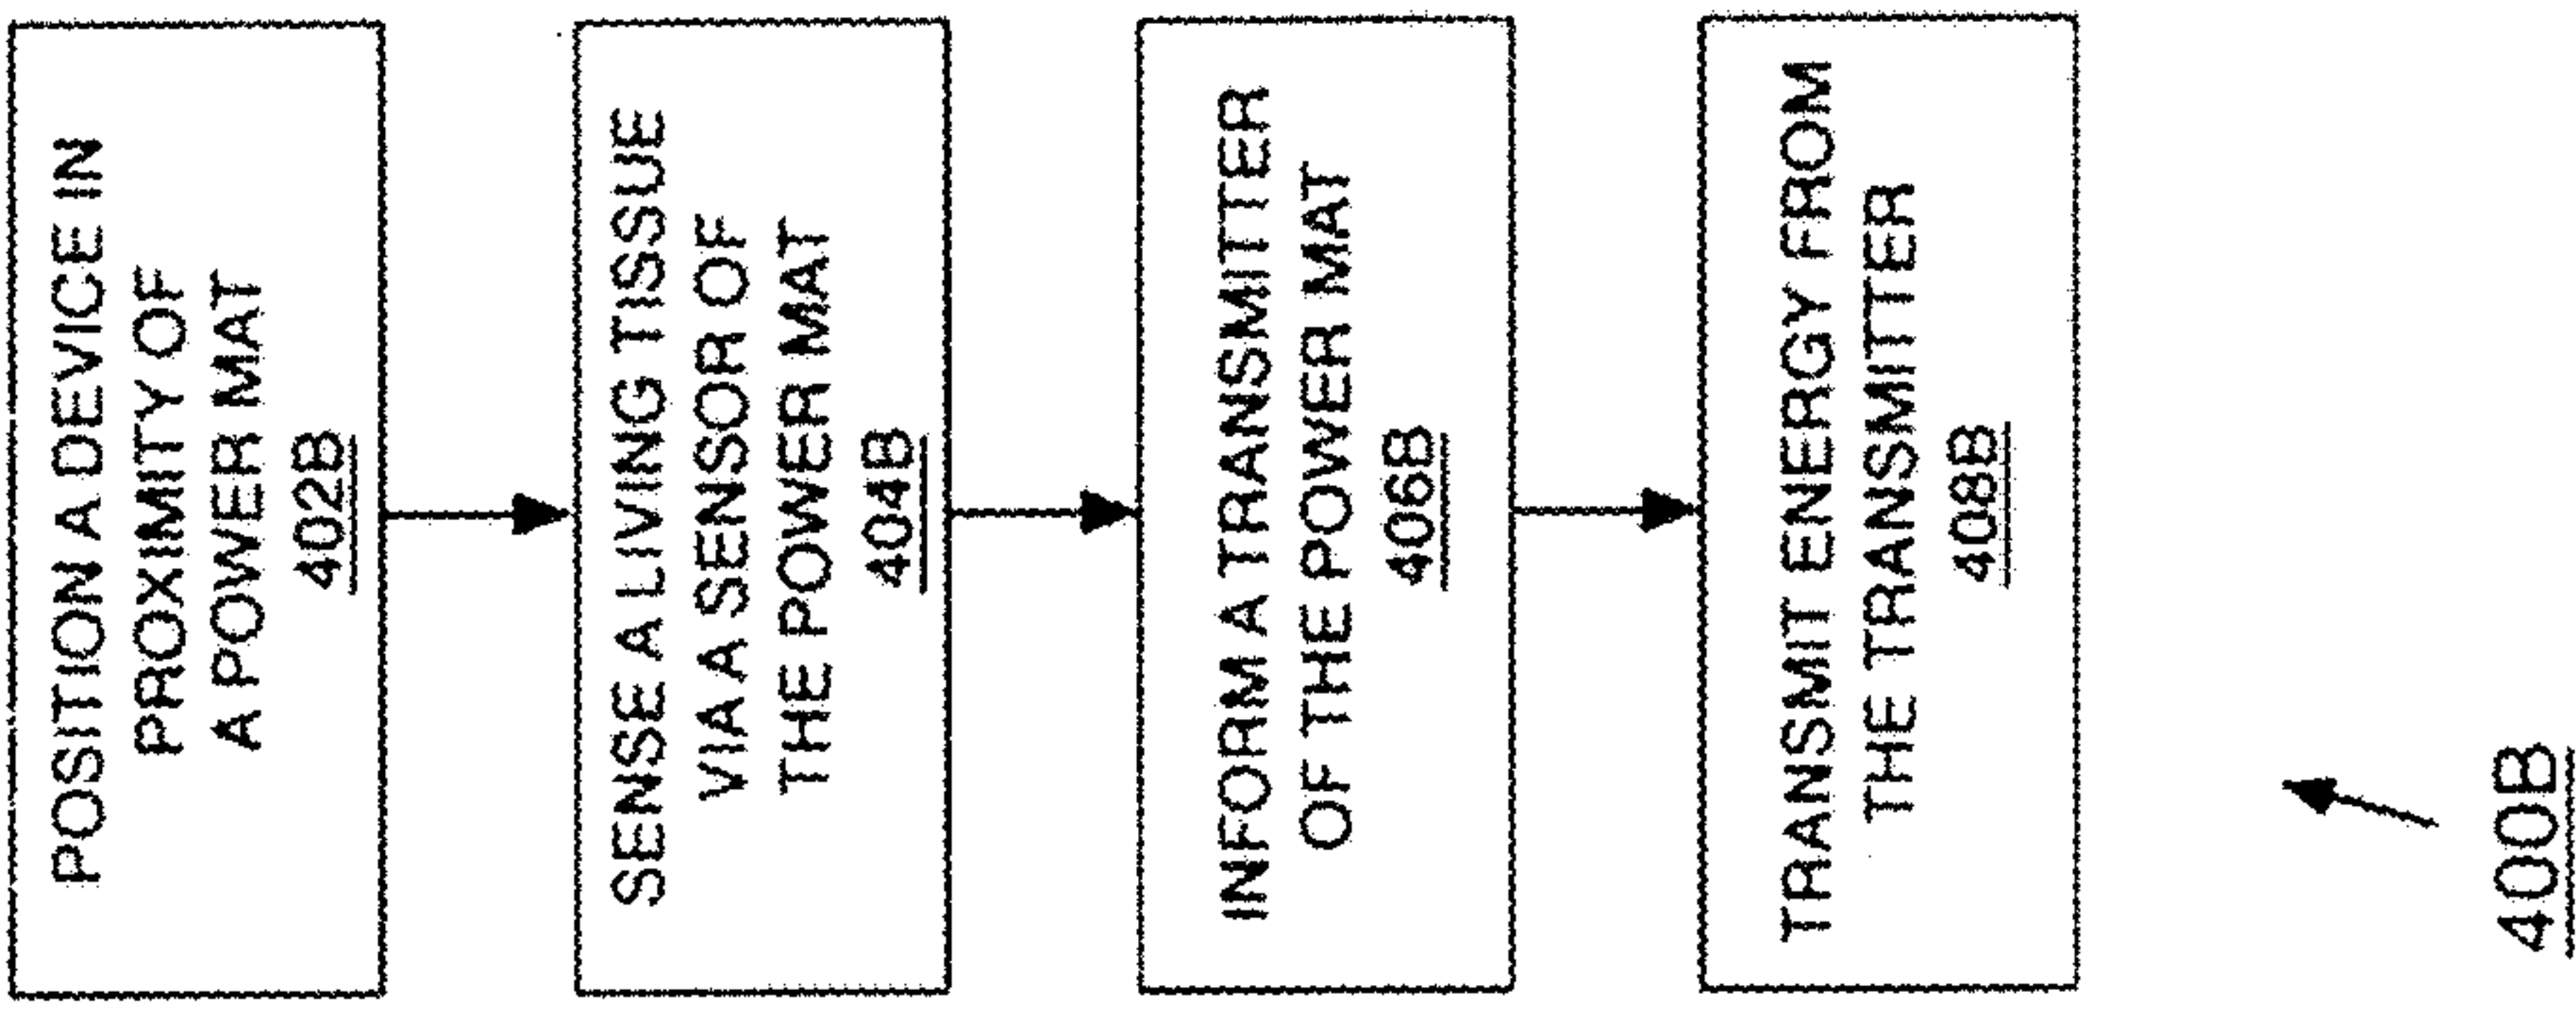 POSITION A DEVICE IN
PROXIMITY OF
A POWER MAT
402B
SENSE A LIVING TISSUE
VIA A SENSOR OF
THE POWER MAT
404B
INFORM A TRANSMITTER
OF THE POWER MAT
406B
TRANSMIT ENERGY FROM
THE TRANSMITTER
408B
400B